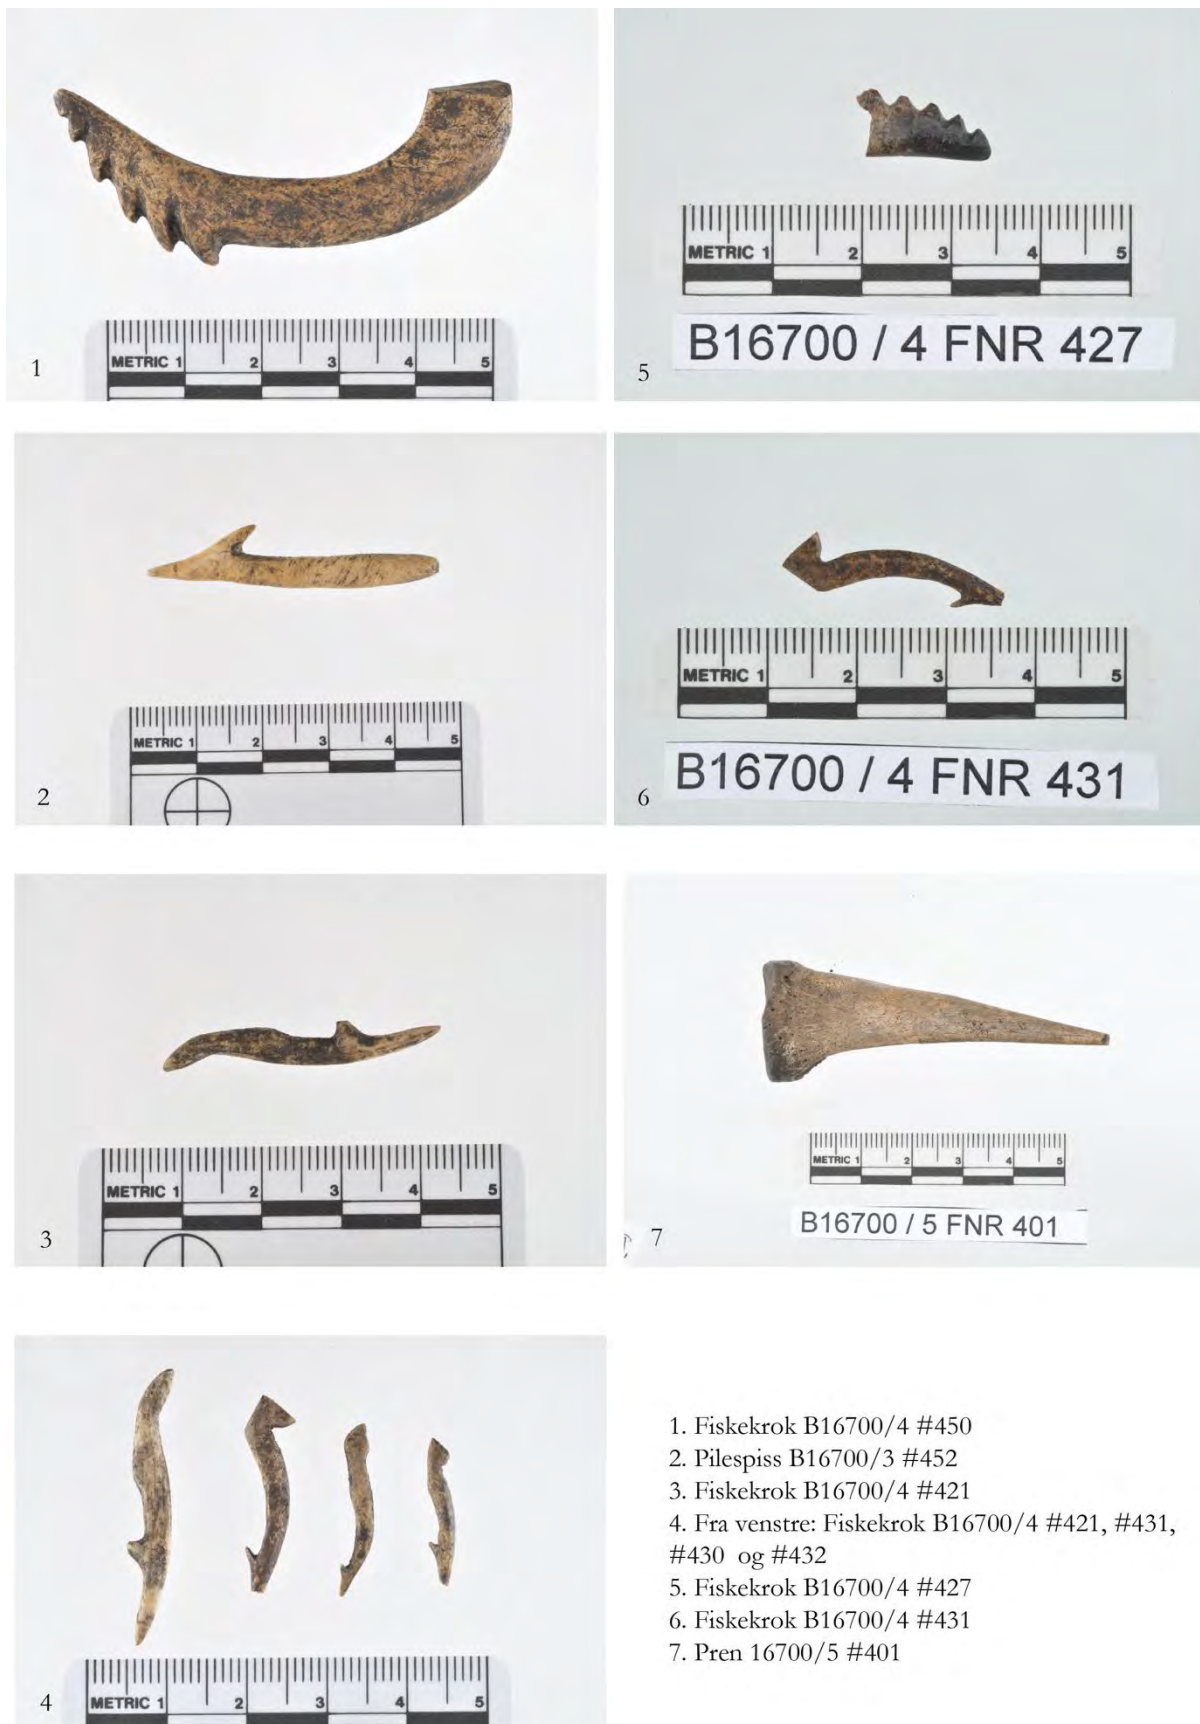 METRIC 1 2 3 4 5
1
METRIC 1 2 3 4 5
B16700 / 4 FNR 427
5
METRIC 1 2 3 4 5
2
METRIC 1 2 3 4 5
B16700 / 4 FNR 431
6
METRIC 1 2 3 4 5
3
METRIC 1 2 3 4 5
B16700 / 5 FNR 401
7
METRIC 1 2 3 4 5
4
1. Fiskekrok B16700/4 #450
2. Pilespiss B16700/3 #452
3. Fiskekrok B16700/4 #421
4. Fra venstre: Fiskekrok B16700/4 #421, #431,
#430 og #432
5. Fiskekrok B16700/4 #427
6. Fiskekrok B16700/4 #431
7. Pren 16700/5 #401